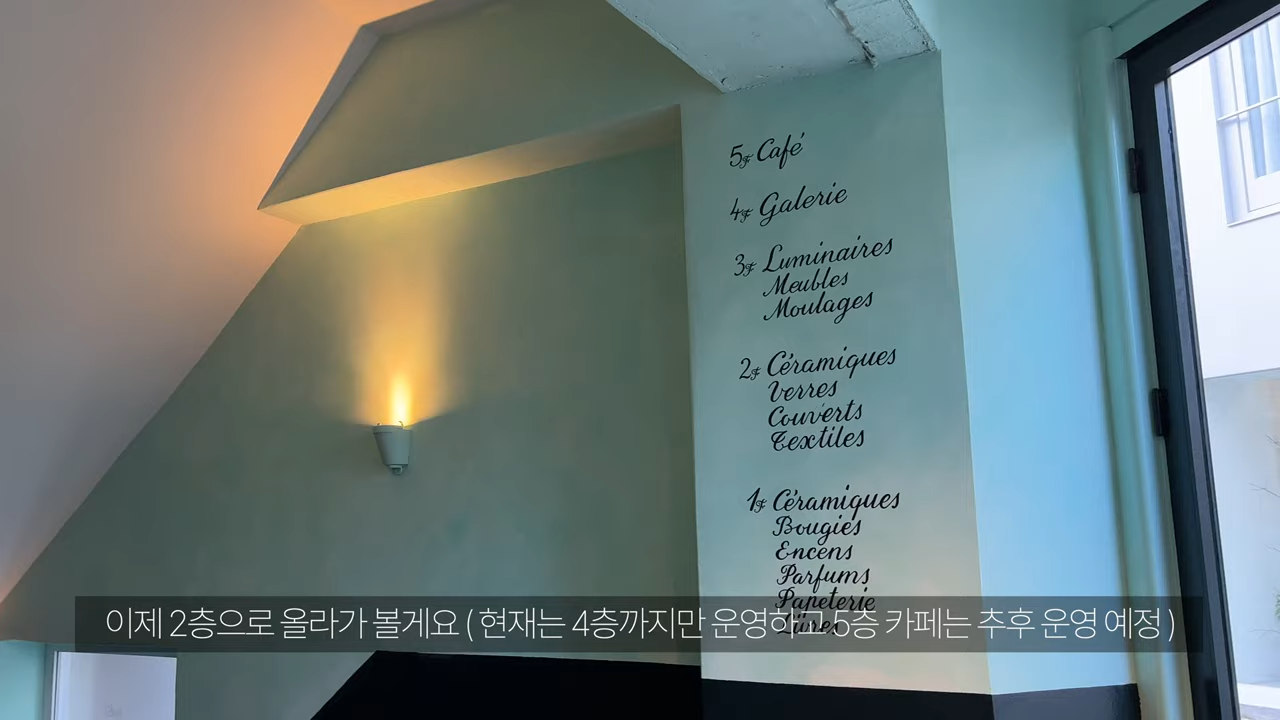 5F Café
4F Galerie
3F Luminaires
Meubles
Moulages
2F Céramiques
Verres
Couverts
Textiles
1F Céramiques
Bougies
Encens
Parfums
Papeterie
이제 2층으로 올라가 볼게요 ( 현재는 4층까지만 운영하고 5층 카페는 추후 운영 예정 )